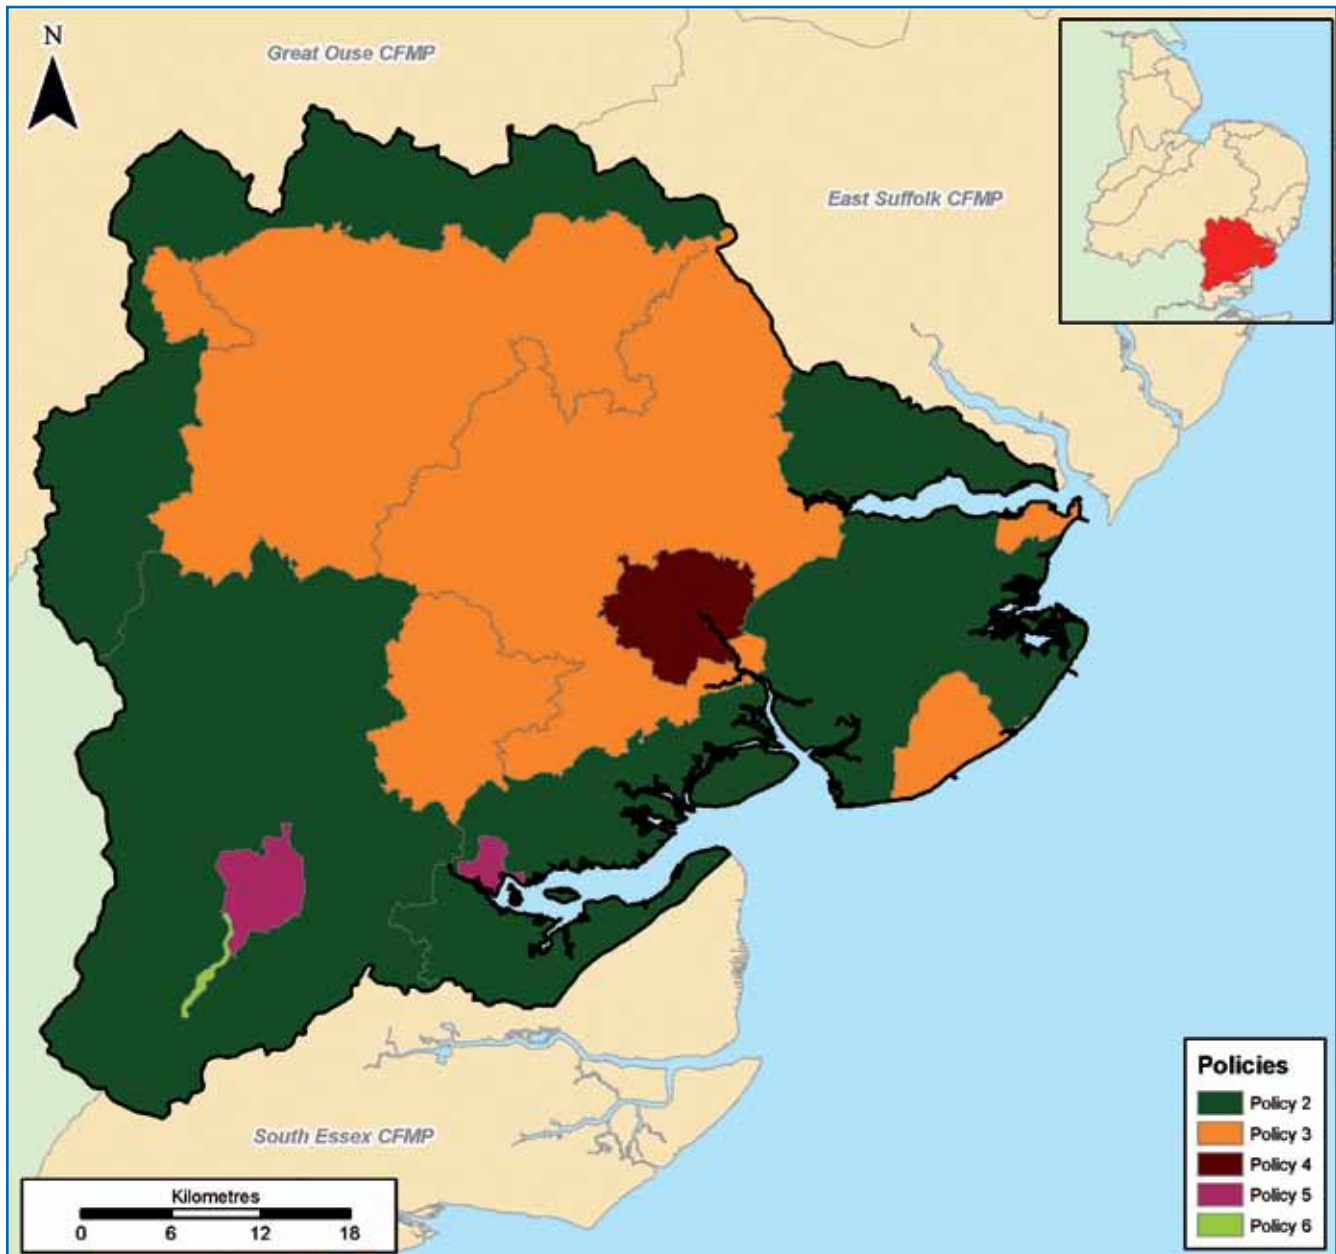 N
Great Ouse CFMP
East Suffolk CFMP
South Essex CFMP
Kilometres
0 6 12 18
Policies
Policy 2
Policy 3
Policy 4
Policy 5
Policy 6